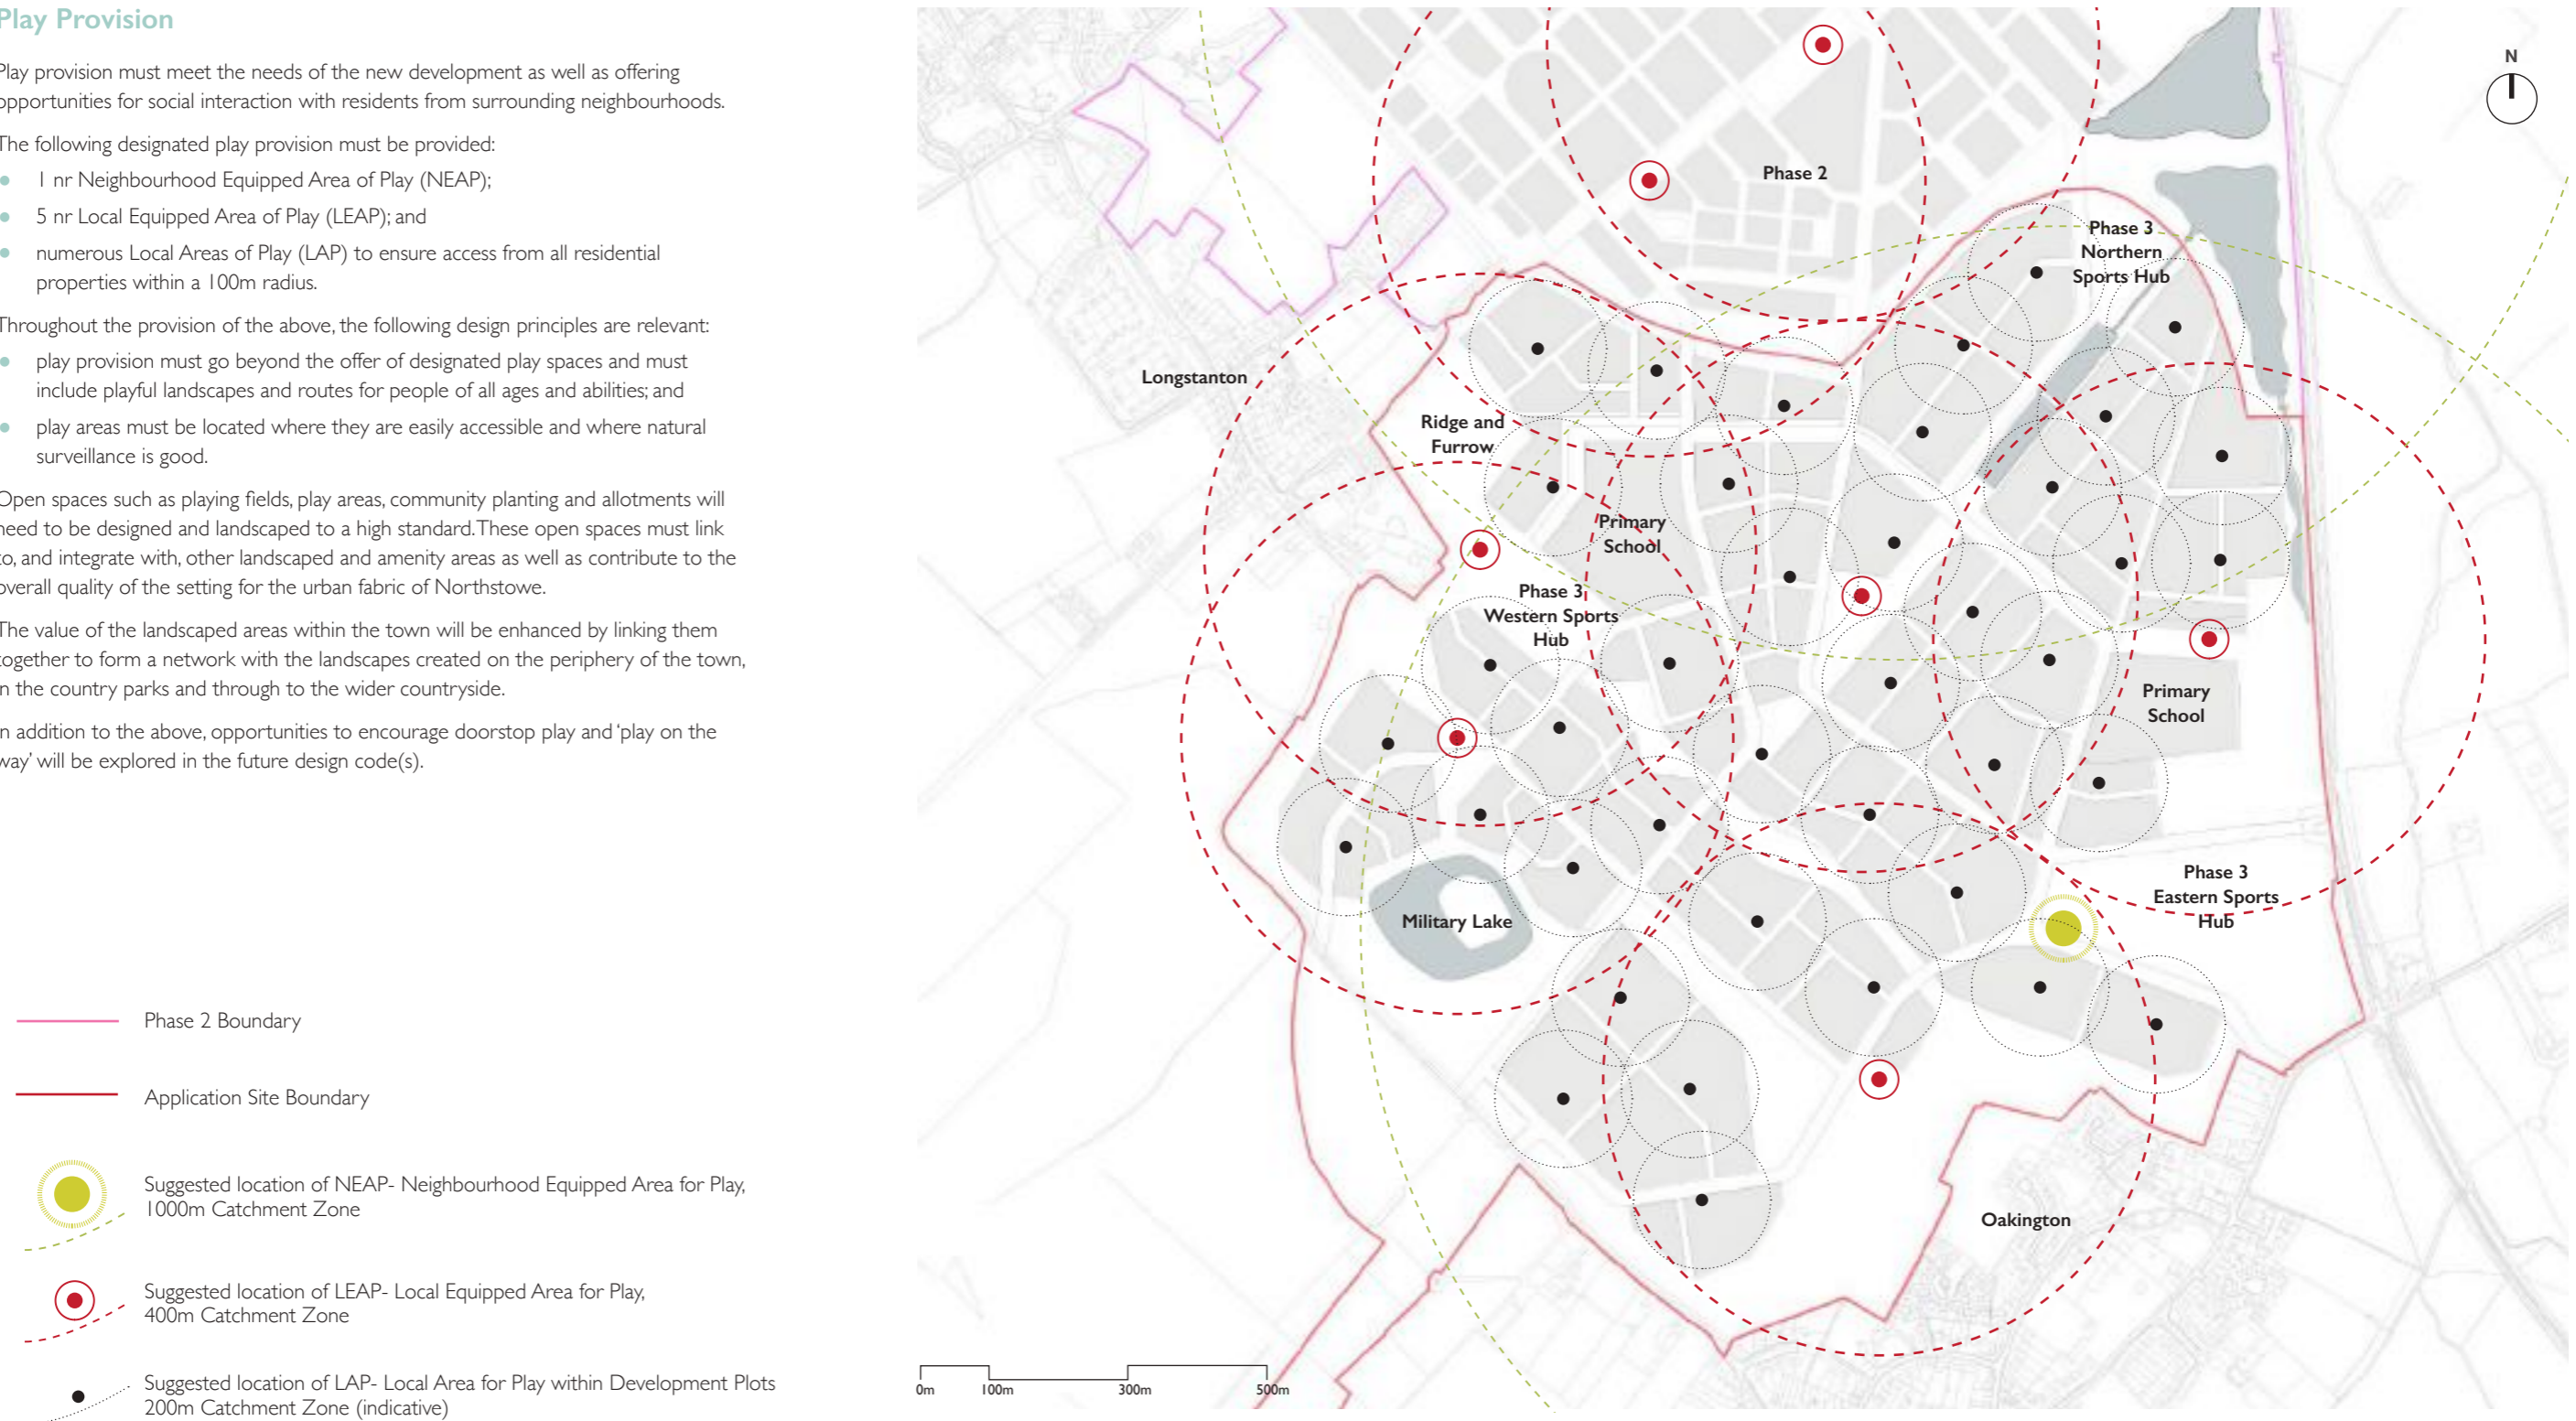 Play Provision
Play provision must meet the needs of the new development as well as offering
opportunities for social interaction with residents from surrounding neighbourhoods.
The following designated play provision must be provided:
1 nr Neighbourhood Equipped Area of Play (NEAP);
5 nr Local Equipped Area of Play (LEAP); and
numerous Local Areas of Play (LAP) to ensure access from all residential
properties within a 100m radius.
Throughout the provision of the above, the following design principles are relevant:
play provision must go beyond the offer of designated play spaces and must
include playful landscapes and routes for people of all ages and abilities; and
play areas must be located where they are easily accessible and where natural
surveillance is good.
Open spaces such as playing fields, play areas, community planting and allotments will
need to be designed and landscaped to a high standard. These open spaces must link
to, and integrate with, other landscaped and amenity areas as well as contribute to the
overall quality of the setting for the urban fabric of Northstowe.
The value of the landscaped areas within the town will be enhanced by linking them
together to form a network with the landscapes created on the periphery of the town,
in the country parks and through to the wider countryside.
In addition to the above, opportunities to encourage doorstop play and 'play on the
way' will be explored in the future design code(s).
Phase 2 Boundary
Application Site Boundary
Suggested location of NEAP- Neighbourhood Equipped Area for Play,
1000m Catchment Zone
Suggested location of LEAP- Local Equipped Area for Play,
400m Catchment Zone
Suggested location of LAP- Local Area for Play within Development Plots
200m Catchment Zone (indicative)
N
Phase 2
Phase 3
Northern
Sports Hub
Longstanton
Ridge and
Furrow
Primary
School
Phase 3
Western Sports
Hub
Primary
School
Phase 3
Eastern Sports
Hub
Military Lake
Oakington
0m
100m
300m
500m